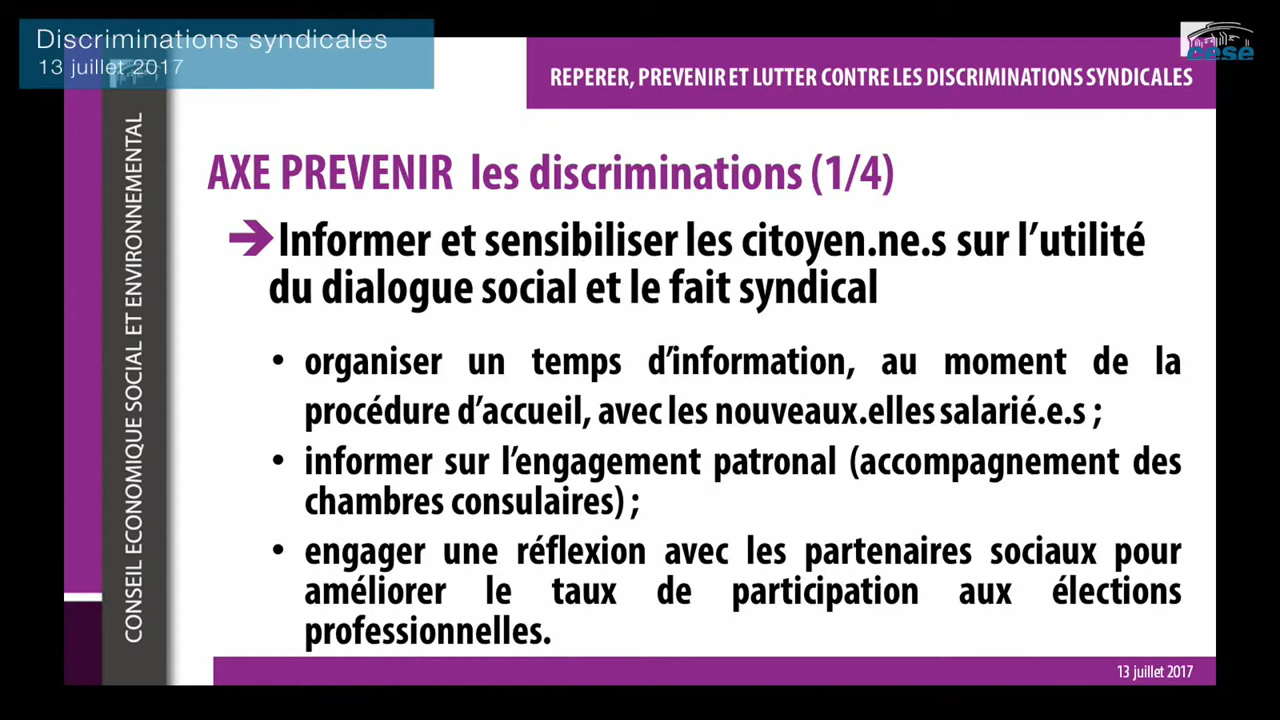 Discriminations syndicales
13 juillet 2017
cese
REPERER, PREVENIR ET LUTTER CONTRE LES DISCRIMINATIONS SYNDICALES
CONSEIL ECONOMIQUE SOCIAL ET ENVIRONNEMENTAL
AXE PREVENIR les discriminations (1/4)
Informer et sensibiliser les citoyen.ne.s sur l’utilité
du dialogue social et le fait syndical
• organiser un temps d’information, au moment de la
procédure d’accueil, avec les nouveaux.elles salarié.e.s ;
• informer sur l’engagement patronal (accompagnement des
chambres consulaires) ;
• engager une réflexion avec les partenaires sociaux pour
améliorer le taux de participation aux élections
professionnelles.
13 juillet 2017